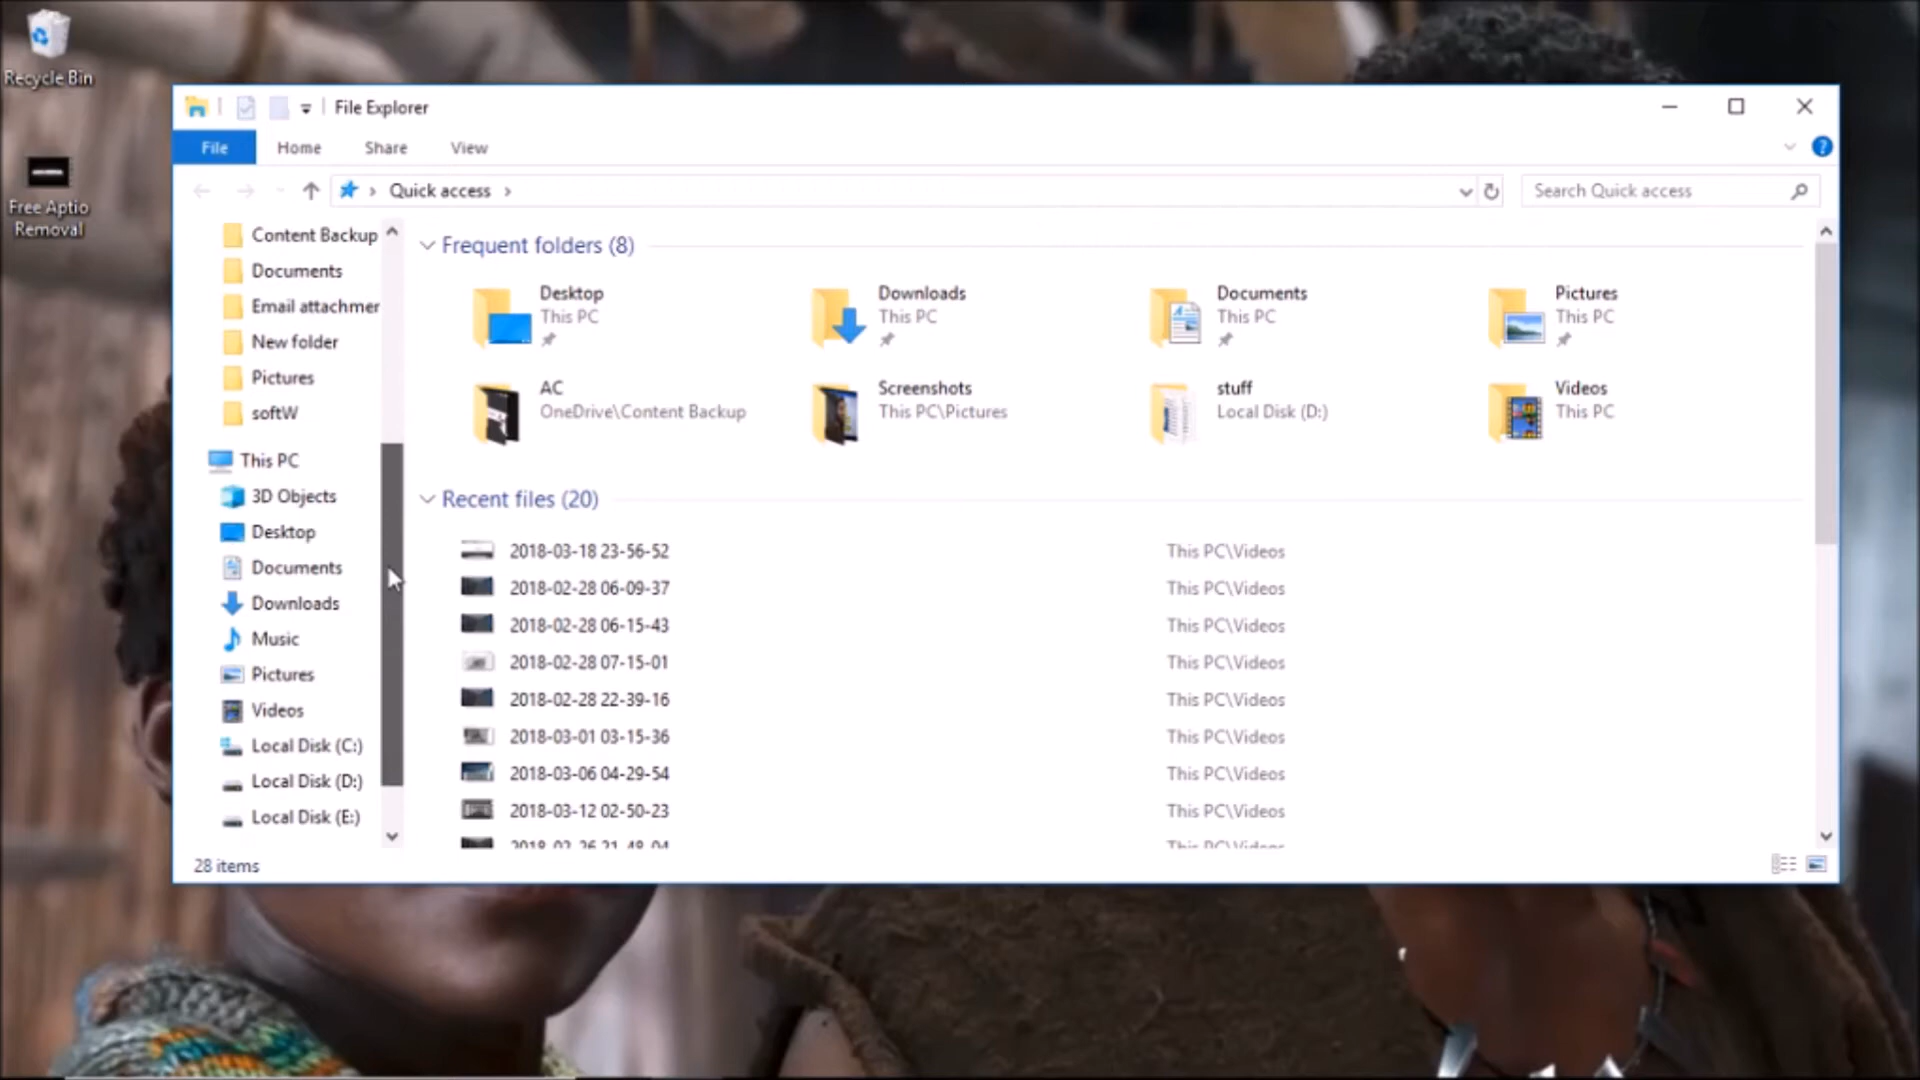 Recycle Bin
Free Aptio
Removal
File Explorer
File Home Share View
Quick access
Search Quick access
Content Backup
Documents
Email attachmer
New folder
Pictures
softW
This PC
3D Objects
Desktop
Documents
Downloads
Music
Pictures
Videos
Local Disk (C:)
Local Disk (D:)
Local Disk (E:)
Frequent folders (8)
Desktop
This PC
Downloads
This PC
Documents
This PC
Pictures
This PC
AC
OneDrive\Content Backup
Screenshots
This PC\Pictures
stuff
Local Disk (D:)
Videos
This PC
Recent files (20)
2018-03-18 23-56-52 This PC\Videos
2018-02-28 06-09-37 This PC\Videos
2018-02-28 06-15-43 This PC\Videos
2018-02-28 07-15-01 This PC\Videos
2018-02-28 22-39-16 This PC\Videos
2018-03-01 03-15-36 This PC\Videos
2018-03-06 04-29-54 This PC\Videos
2018-03-12 02-50-23 This PC\Videos
28 items